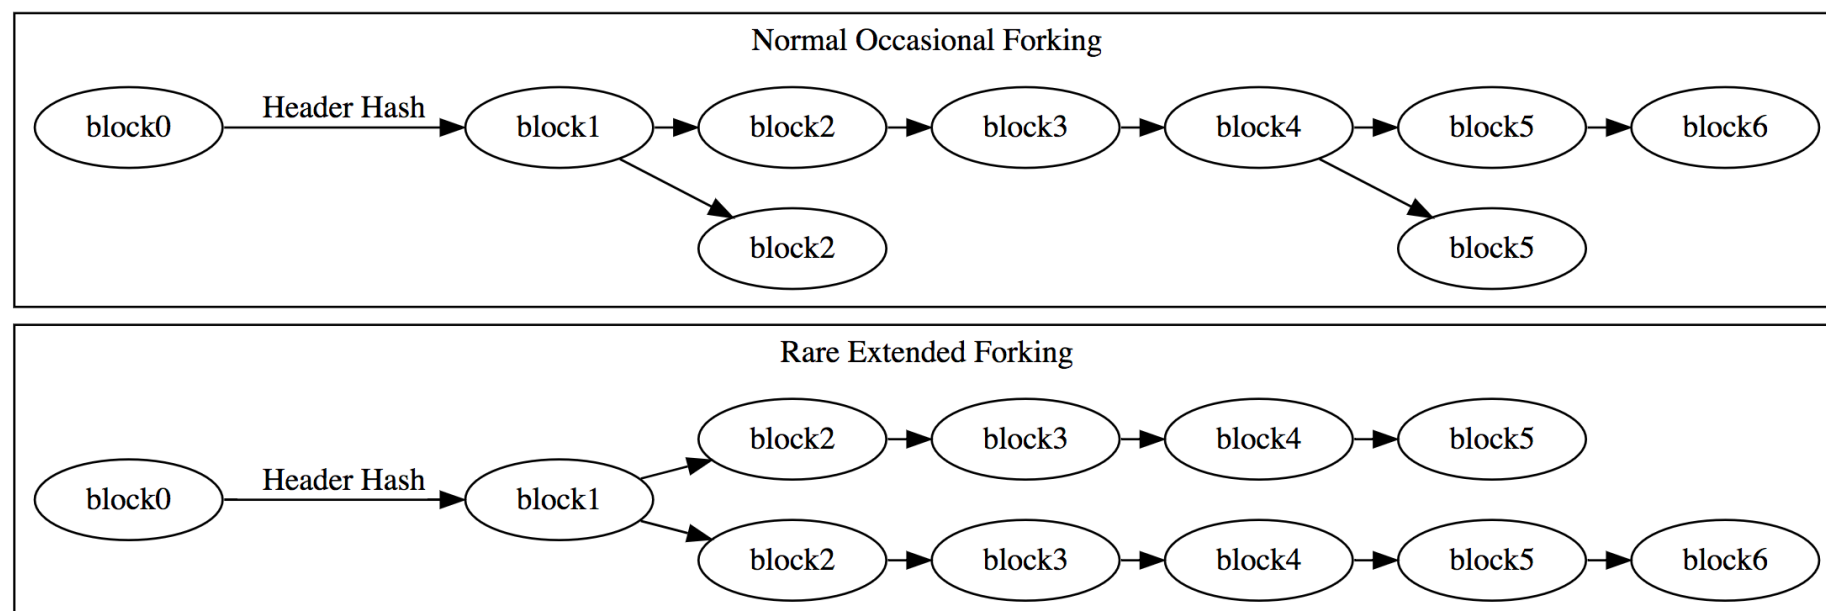 Normal Occasional Forking
block0 Header Hash block1 block2 block3 block4 block5 block6
block2 block5
Rare Extended Forking
block2 block3 block4 block5
block0 Header Hash block1
block2 block3 block4 block5 block6